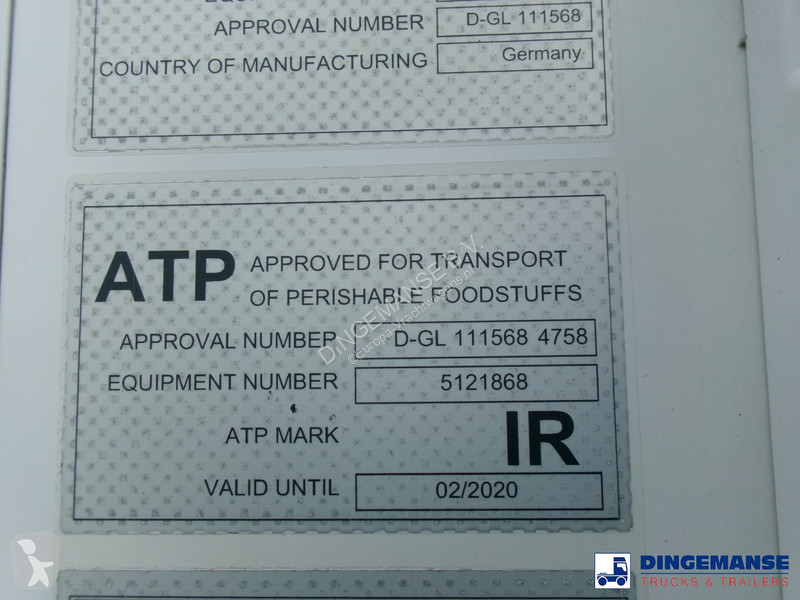 APPROVAL NUMBER D-GL 111568
COUNTRY OF MANUFACTURING Germany
ATP APPROVED FOR TRANSPORT
OF PERISHABLE FOODSTUFFS
APPROVAL NUMBER D-GL 111568 4758
EQUIPMENT NUMBER 5121868
ATP MARK IR
VALID UNTIL 02/2020
DINGEMANSE B.V.
DINGEMANSE
TRUCKS & TRAILERS